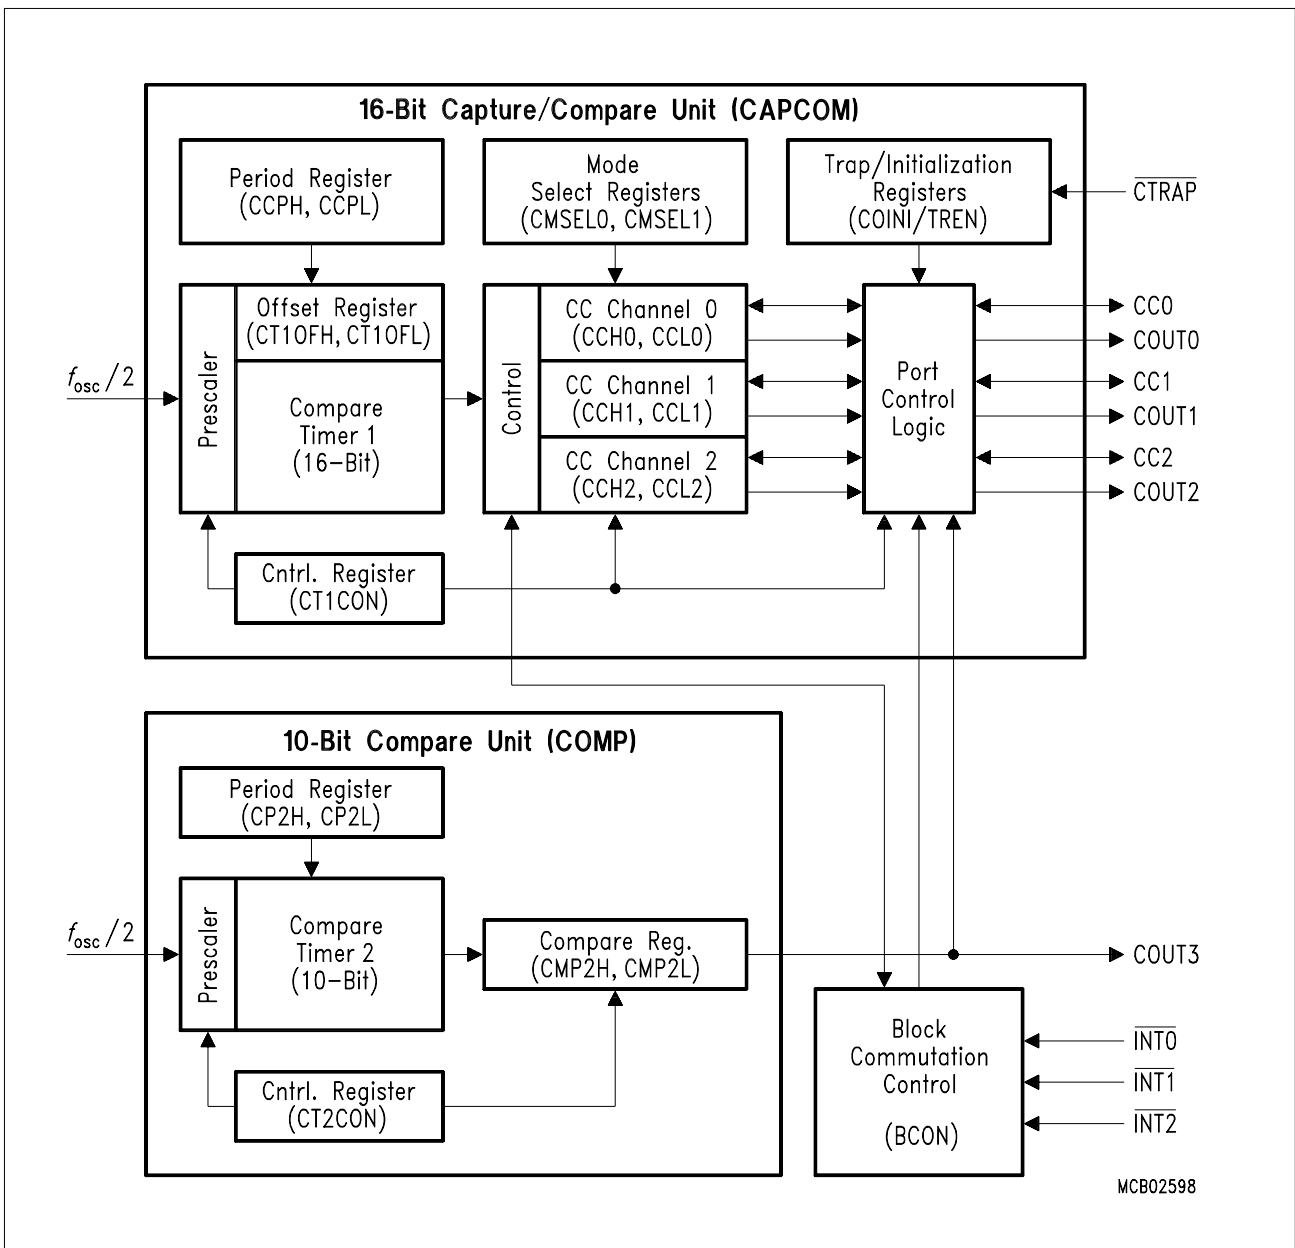 16-Bit Capture/Compare Unit (CAPCOM)
Period Register
(CCPH, CCPL)
Mode
Select Registers
(CMSEL0, CMSEL1)
Trap/Initialization
Registers
(COINI/TREN)
CTRAP
Prescaler
Offset Register
(CT1OFH, CT1OFL)
Compare
Timer 1
(16-Bit)
fosc/2
Control
CC Channel 0
(CCH0, CCL0)
CC Channel 1
(CCH1, CCL1)
CC Channel 2
(CCH2, CCL2)
Port
Control
Logic
CC0
COUT0
CC1
COUT1
CC2
COUT2
Cntrl. Register
(CT1CON)
10-Bit Compare Unit (COMP)
Period Register
(CP2H, CP2L)
fosc/2
Prescaler
Compare
Timer 2
(10-Bit)
Compare Reg.
(CMP2H, CMP2L)
COUT3
Cntrl. Register
(CT2CON)
Block
Commutation
Control
(BCON)
INT0
INT1
INT2
MCB02598